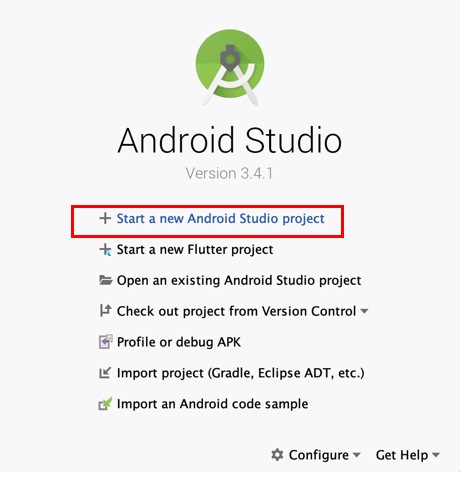 Android Studio
Version 3.4.1
Start a new Android Studio project
Start a new Flutter project
Open an existing Android Studio project
Check out project from Version Control
Profile or debug APK
Import project (Gradle, Eclipse ADT, etc.)
Import an Android code sample
Configure Get Help